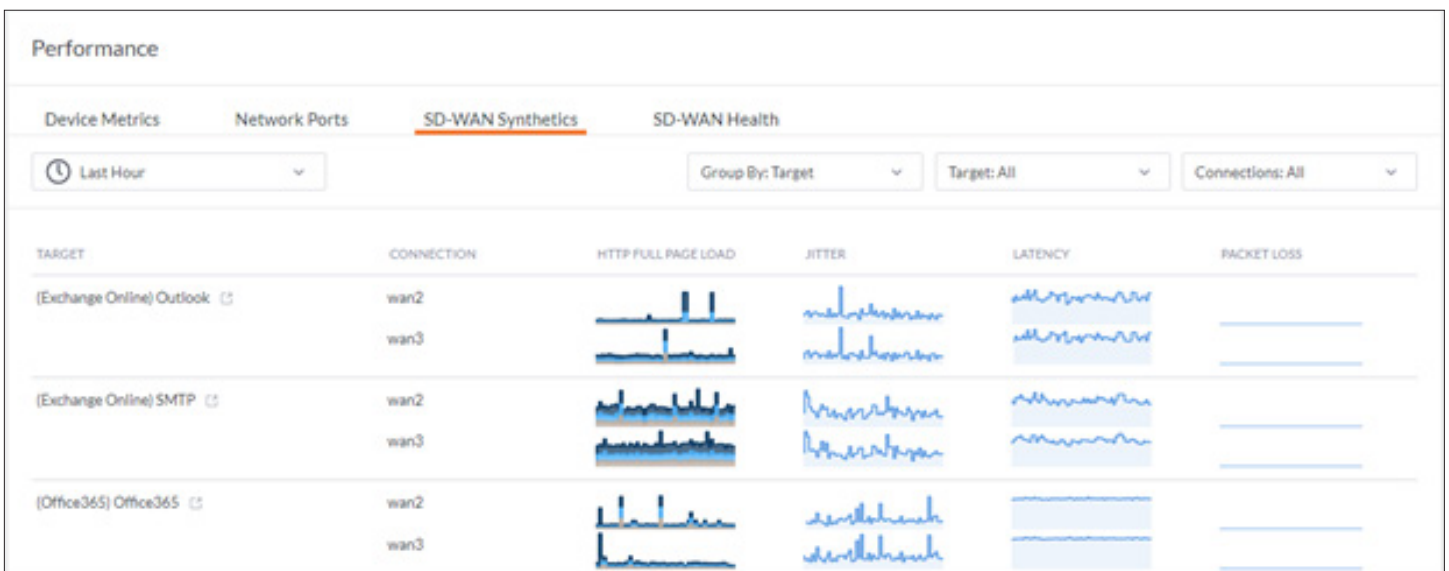 Performance
Device Metrics Network Ports SD-WAN Synthetics SD-WAN Health
Last Hour Group By: Target Target: All Connections: All
TARGET CONNECTION HTTP FULL PAGE LOAD JITTER LATENCY PACKET LOSS
(Exchange Online) Outlook wan2
wan3
(Exchange Online) SMTP wan2
wan3
(Office365) Office365 wan2
wan3